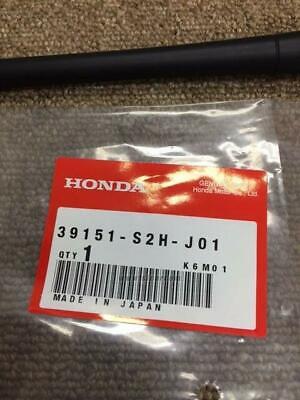 HONDA
39151-S2H-J01
QTY 1
K6M01
MADE IN JAPAN